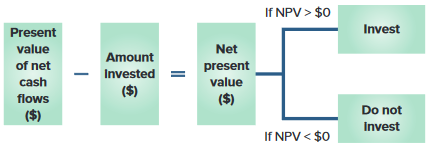 Present
value
of net
cash
flows
($)
−
Amount
Invested
($)
=
Net
present
value
($)
If NPV > $0
Invest
If NPV < $0
Do not
Invest